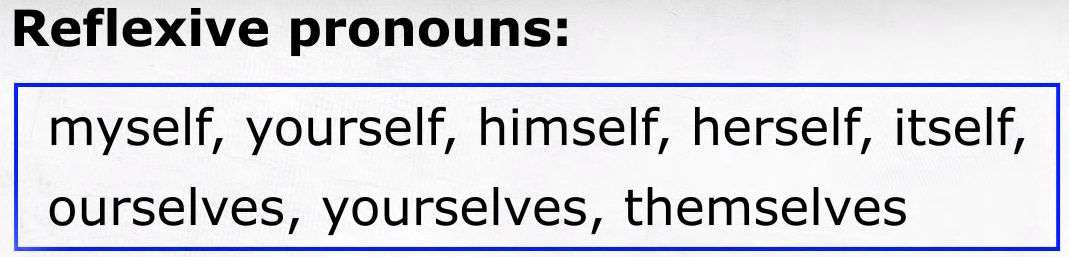 Reflexive pronouns:
myself, yourself, himself, herself, itself,
ourselves, yourselves, themselves